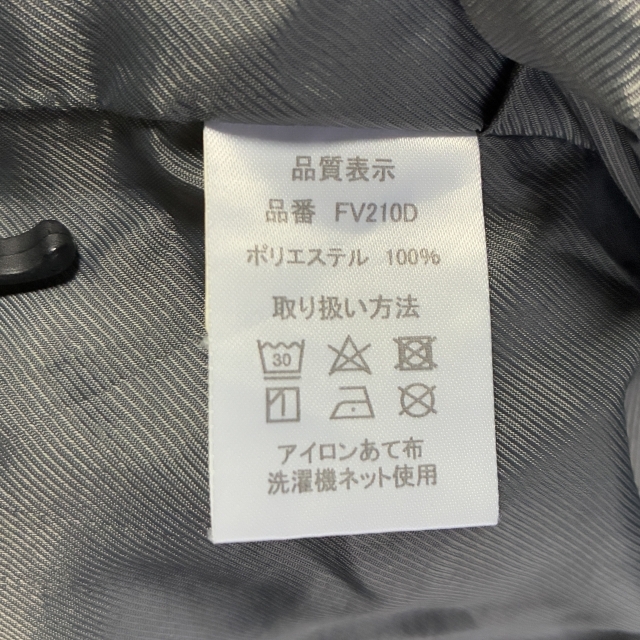 品質表示
品番 FV210D
ポリエステル 100%
取り扱い方法
30
アイロンあて布
洗濯機ネット使用